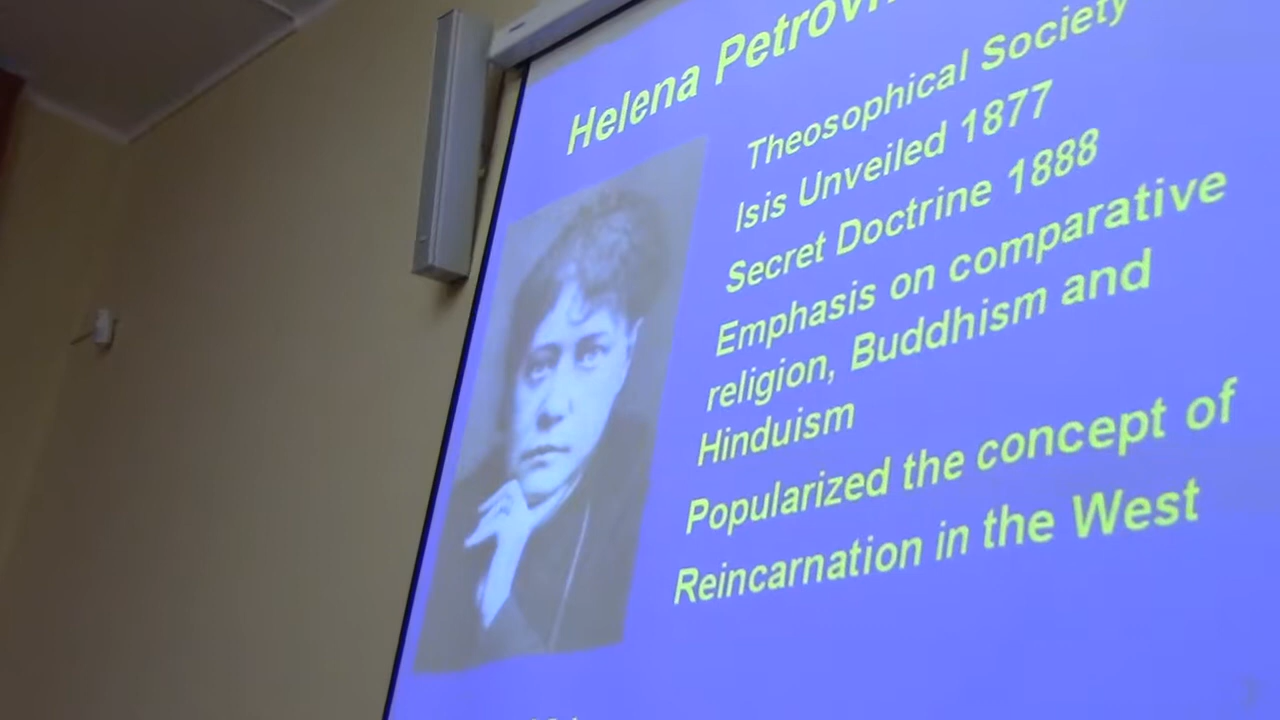 Helena
Theosophical Society
Isis Unveiled 1877
Secret Doctrine 1888
Emphasis on comparative
religion, Buddhism and
Hinduism
Popularized the concept of
Reincarnation in the West